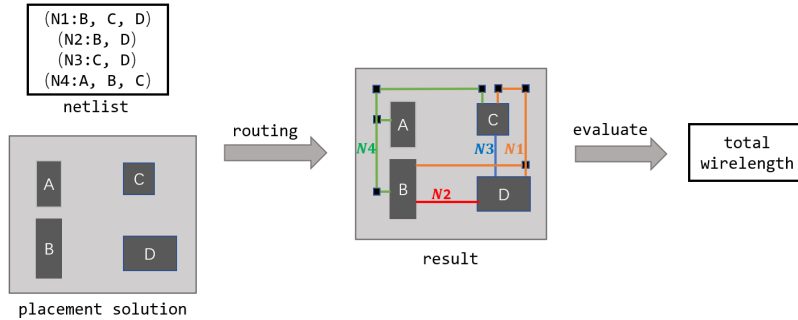 (N1:B, C, D)
(N2:B, D)
(N3:C, D)
(N4:A, B, C)
netlist
A
C
B
D
placement solution
routing
A
C
N4
N3
N1
B
N2
D
result
evaluate
total
wirelength